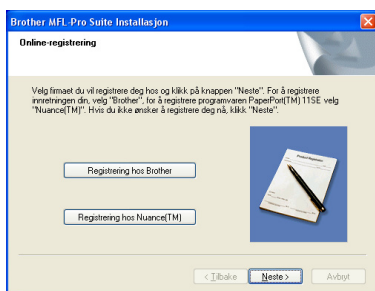 Brother MFL-Pro Suite Installasjon
Online-registrering
Velg firmaet du vil registrere deg hos og klikk på knappen "Neste". For å registrere
innretningen din, velg "Brother", for å registrere programvaren PaperPort(TM) 11SE velg
"Nuance(TM)". Hvis du ikke ønsker å registrere deg nå, klikk "Neste".
Product Registration
Registrering hos Brother
Registrering hos Nuance(TM)
< Tilbake Neste > Avbryt